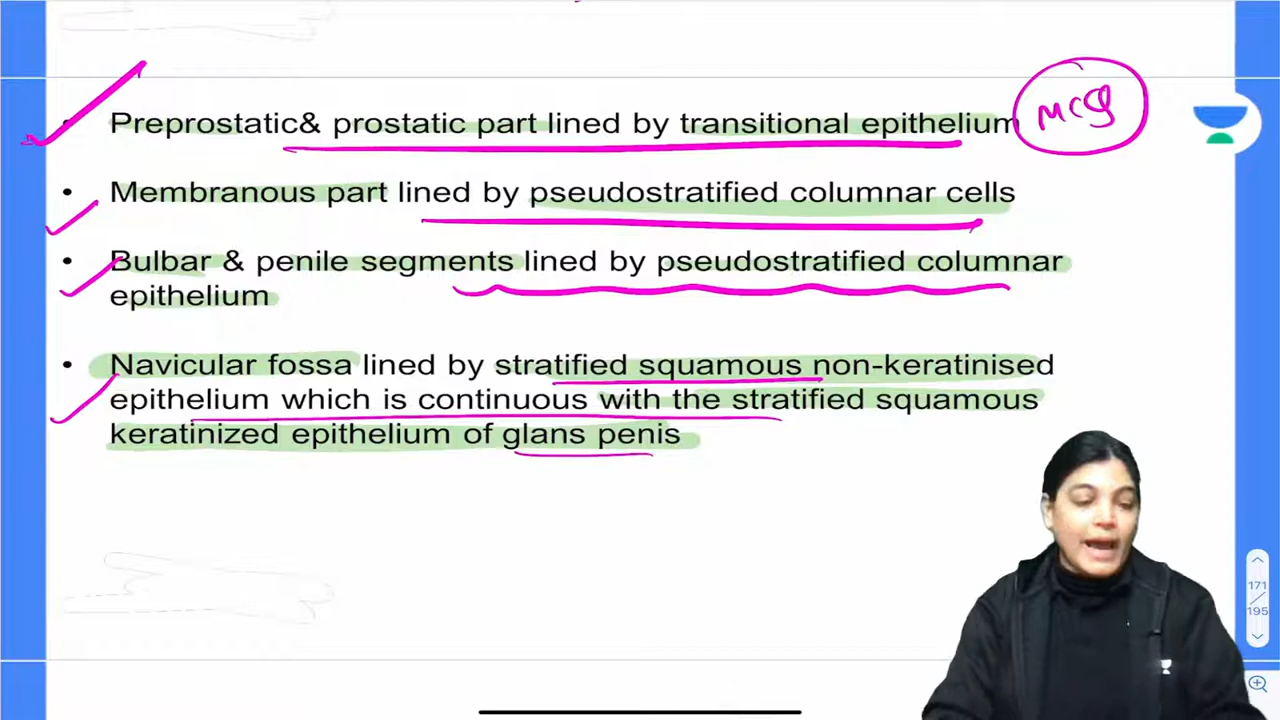 Preprostatic& prostatic part lined by transitional epithelium MCQ
• Membranous part lined by pseudostratified columnar cells
• Bulbar & penile segments lined by pseudostratified columnar
epithelium
• Navicular fossa lined by stratified squamous non-keratinised
epithelium which is continuous with the stratified squamous
keratinized epithelium of glans penis
171
195